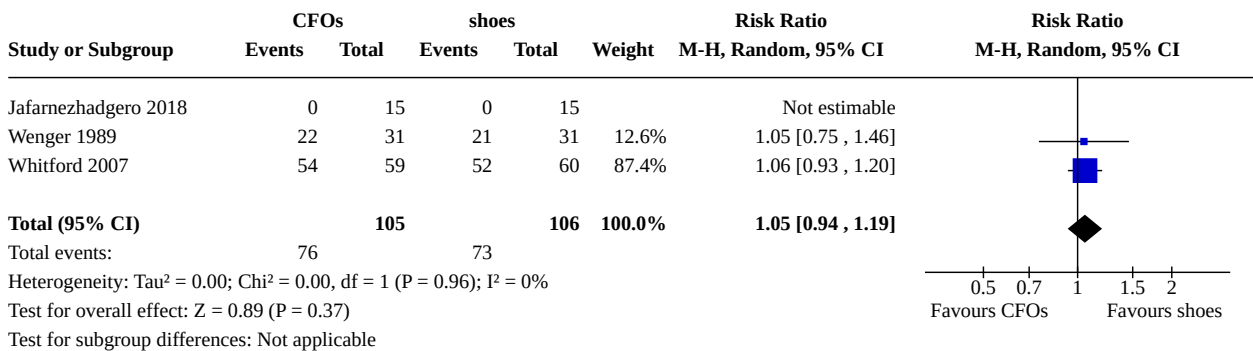 CFOs shoes Risk Ratio Risk Ratio
Study or Subgroup Events Total Events Total Weight M-H, Random, 95% CI M-H, Random, 95% CI
Jafarnezhadgero 2018 0 15 0 15 Not estimable
Wenger 1989 22 31 21 31 12.6% 1.05 [0.75 , 1.46]
Whitford 2007 54 59 52 60 87.4% 1.06 [0.93 , 1.20]
Total (95% CI) 105 106 100.0% 1.05 [0.94 , 1.19]
Total events: 76 73
Heterogeneity: Tau² = 0.00; Chi² = 0.00, df = 1 (P = 0.96); I² = 0%
0.5 0.7 1 1.5 2
Test for overall effect: Z = 0.89 (P = 0.37) Favours CFOs Favours shoes
Test for subgroup differences: Not applicable